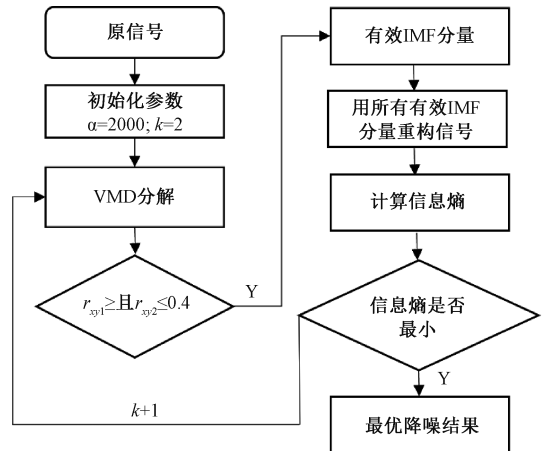 原信号
初始化参数
α=2000; k=2
VMD分解
rxy1≥且rxy2≤0.4
Y
k+1
有效IMF分量
用所有有效IMF
分量重构信号
计算信息熵
信息熵是否
最小
Y
最优降噪结果